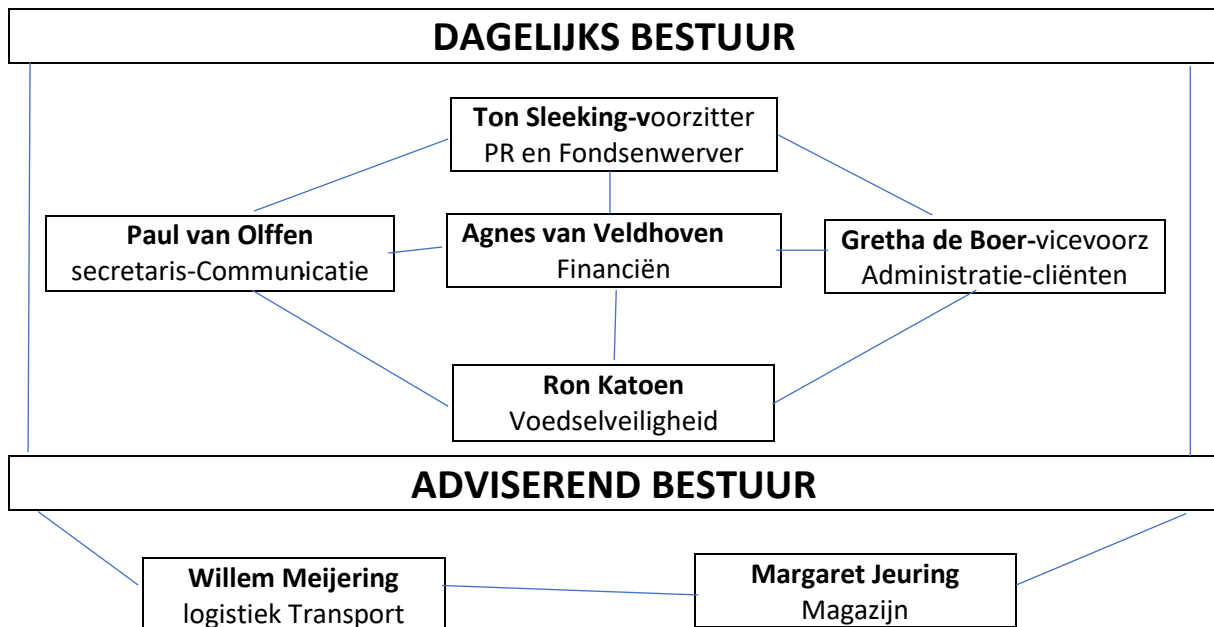 DAGELIJKS BESTUUR
Ton Sleeking-voorzitter
PR en Fondsenwerver
Paul van Olffen
secretaris-Communicatie
Agnes van Veldhoven
Financiën
Gretha de Boer-vicevoorz
Administratie-cliënten
Ron Katoen
Voedselveiligheid
ADVISEREND BESTUUR
Willem Meijering
logistiek Transport
Margaret Jeuring
Magazijn